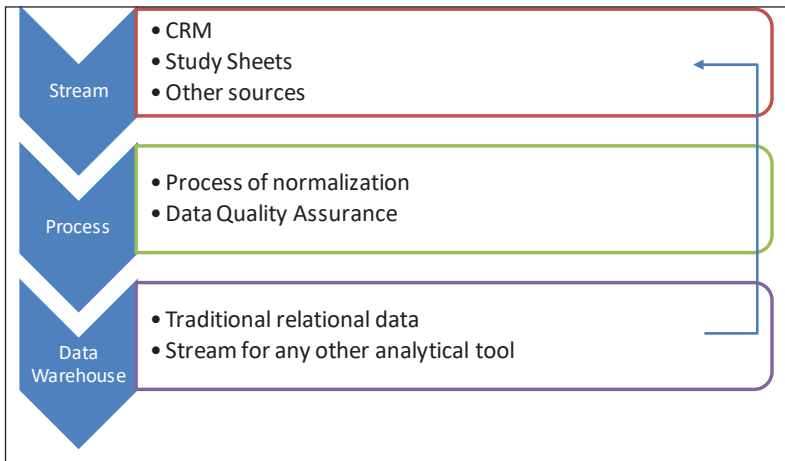 Stream
• CRM
• Study Sheets
• Other sources
Process
• Process of normalization
• Data Quality Assurance
Data
Warehouse
• Traditional relational data
• Stream for any other analytical tool